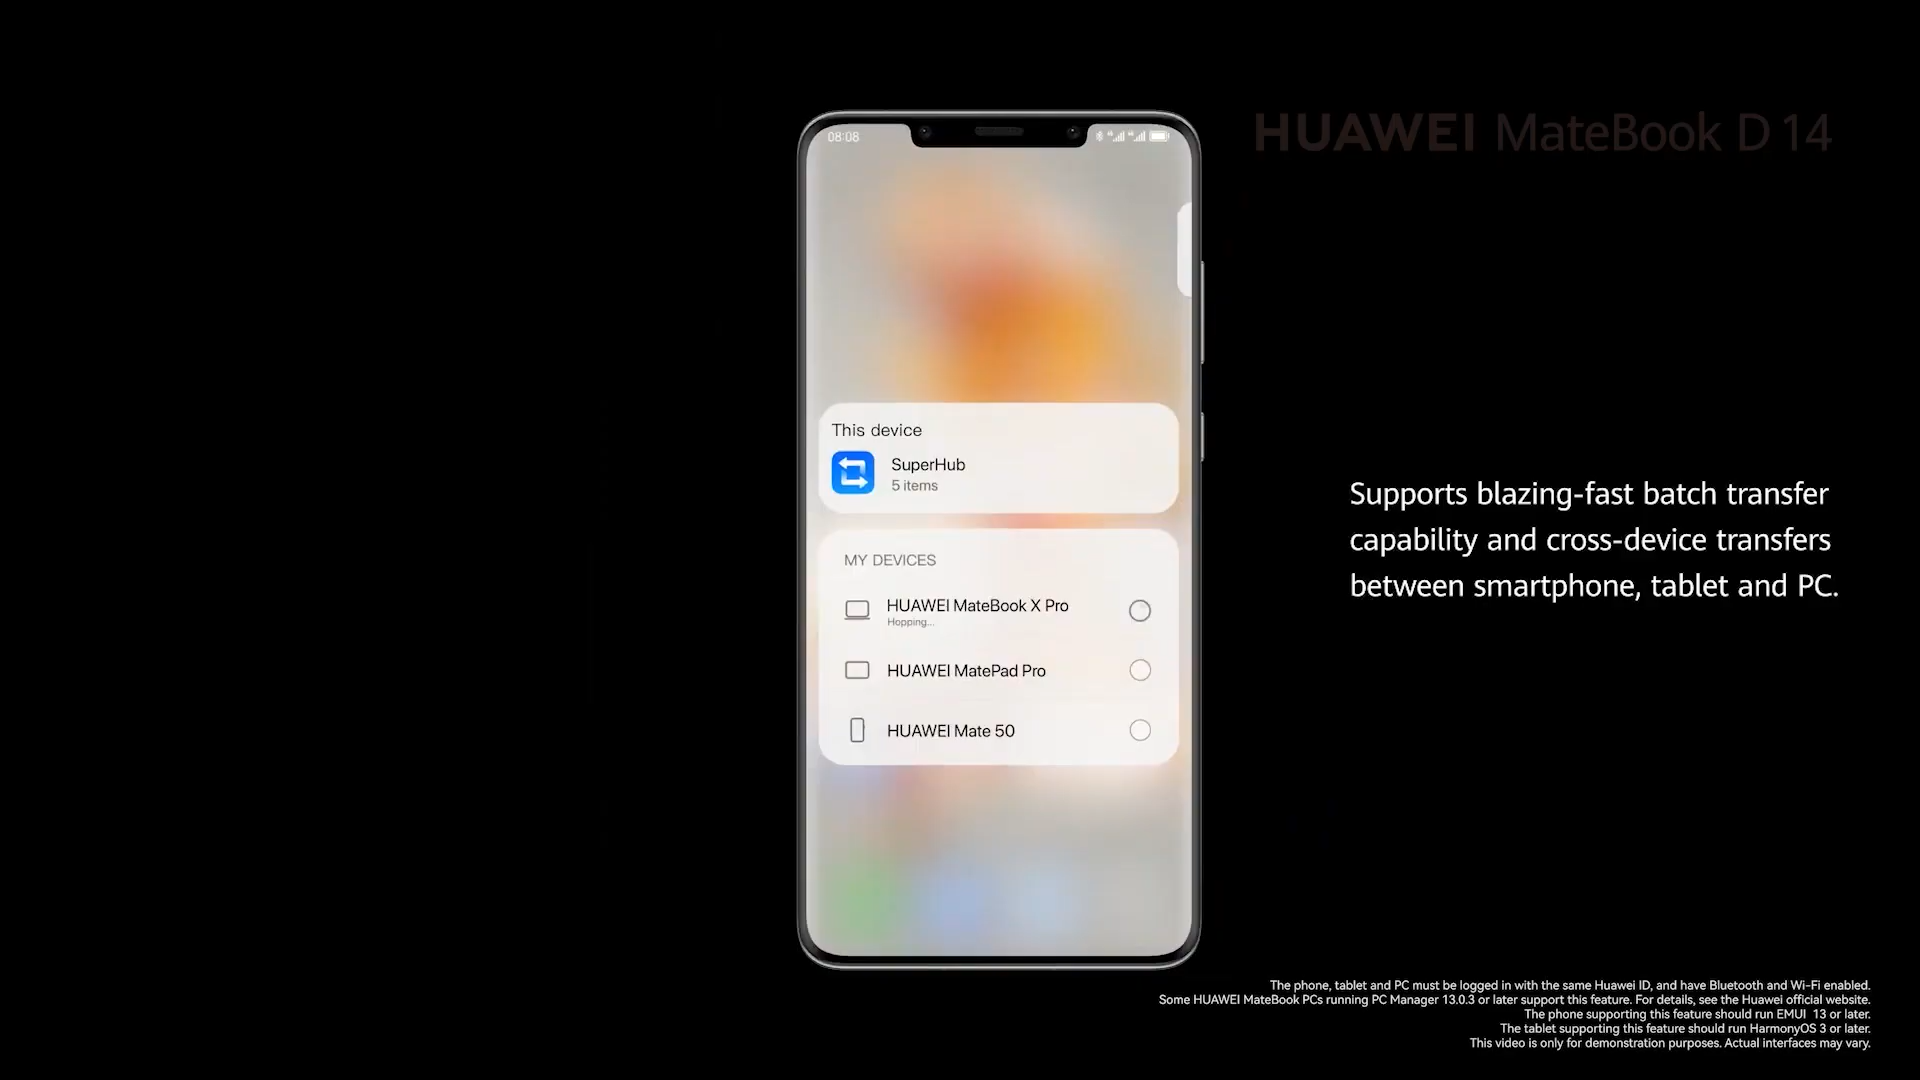 HUAWEI MateBook D 14
08:08
This device
SuperHub
5 items
MY DEVICES
HUAWEI MateBook X Pro
Hopping...
HUAWEI MatePad Pro
HUAWEI Mate 50
Supports blazing-fast batch transfer
capability and cross-device transfers
between smartphone, tablet and PC.
The phone, tablet and PC must be logged in with the same Huawei ID, and have Bluetooth and Wi-Fi enabled.
Some HUAWEI MateBook PCs running PC Manager 13.0.3 or later support this feature. For details, see the Huawei official website.
The phone supporting this feature should run EMUI 13 or later.
The tablet supporting this feature should run HarmonyOS 3 or later.
This video is only for demonstration purposes. Actual interfaces may vary.